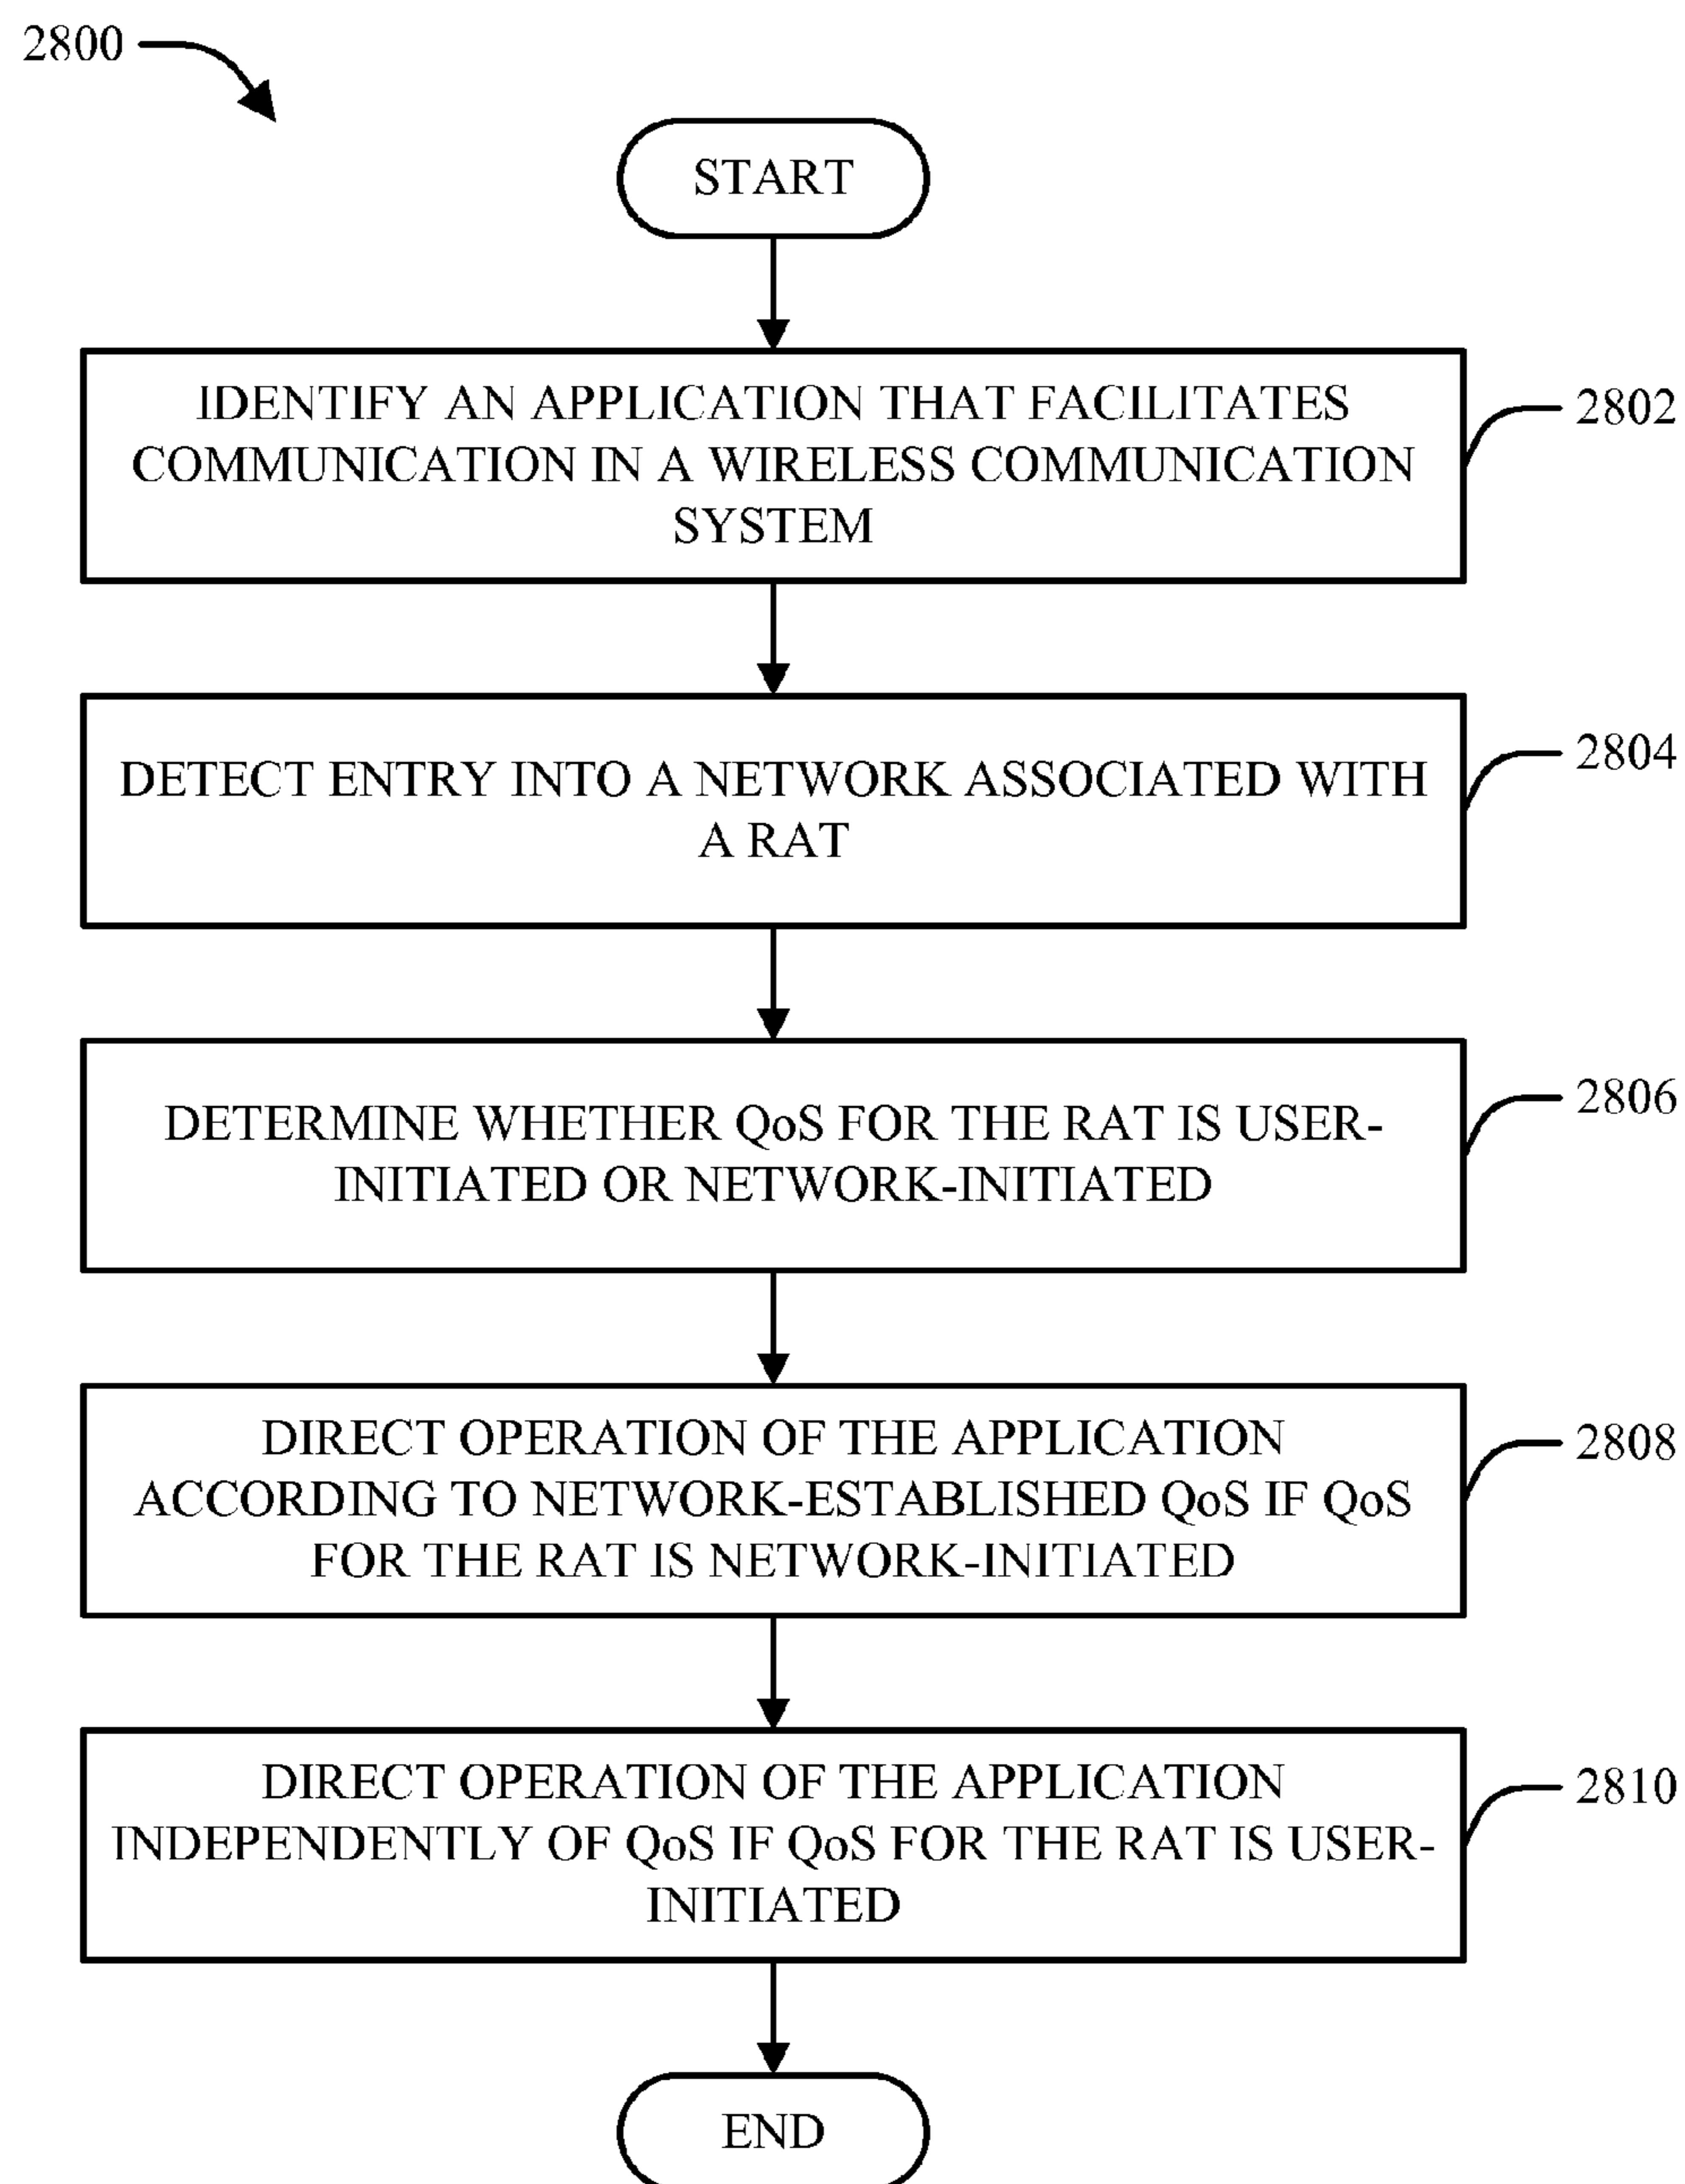 2800
START
IDENTIFY AN APPLICATION THAT FACILITATES
COMMUNICATION IN A WIRELESS COMMUNICATION
SYSTEM
2802
DETECT ENTRY INTO A NETWORK ASSOCIATED WITH
A RAT
2804
DETERMINE WHETHER QoS FOR THE RAT IS USER-
INITIATED OR NETWORK-INITIATED
2806
DIRECT OPERATION OF THE APPLICATION
ACCORDING TO NETWORK-ESTABLISHED QoS IF QoS
FOR THE RAT IS NETWORK-INITIATED
2808
DIRECT OPERATION OF THE APPLICATION
INDEPENDENTLY OF QoS IF QoS FOR THE RAT IS USER-
INITIATED
2810
END